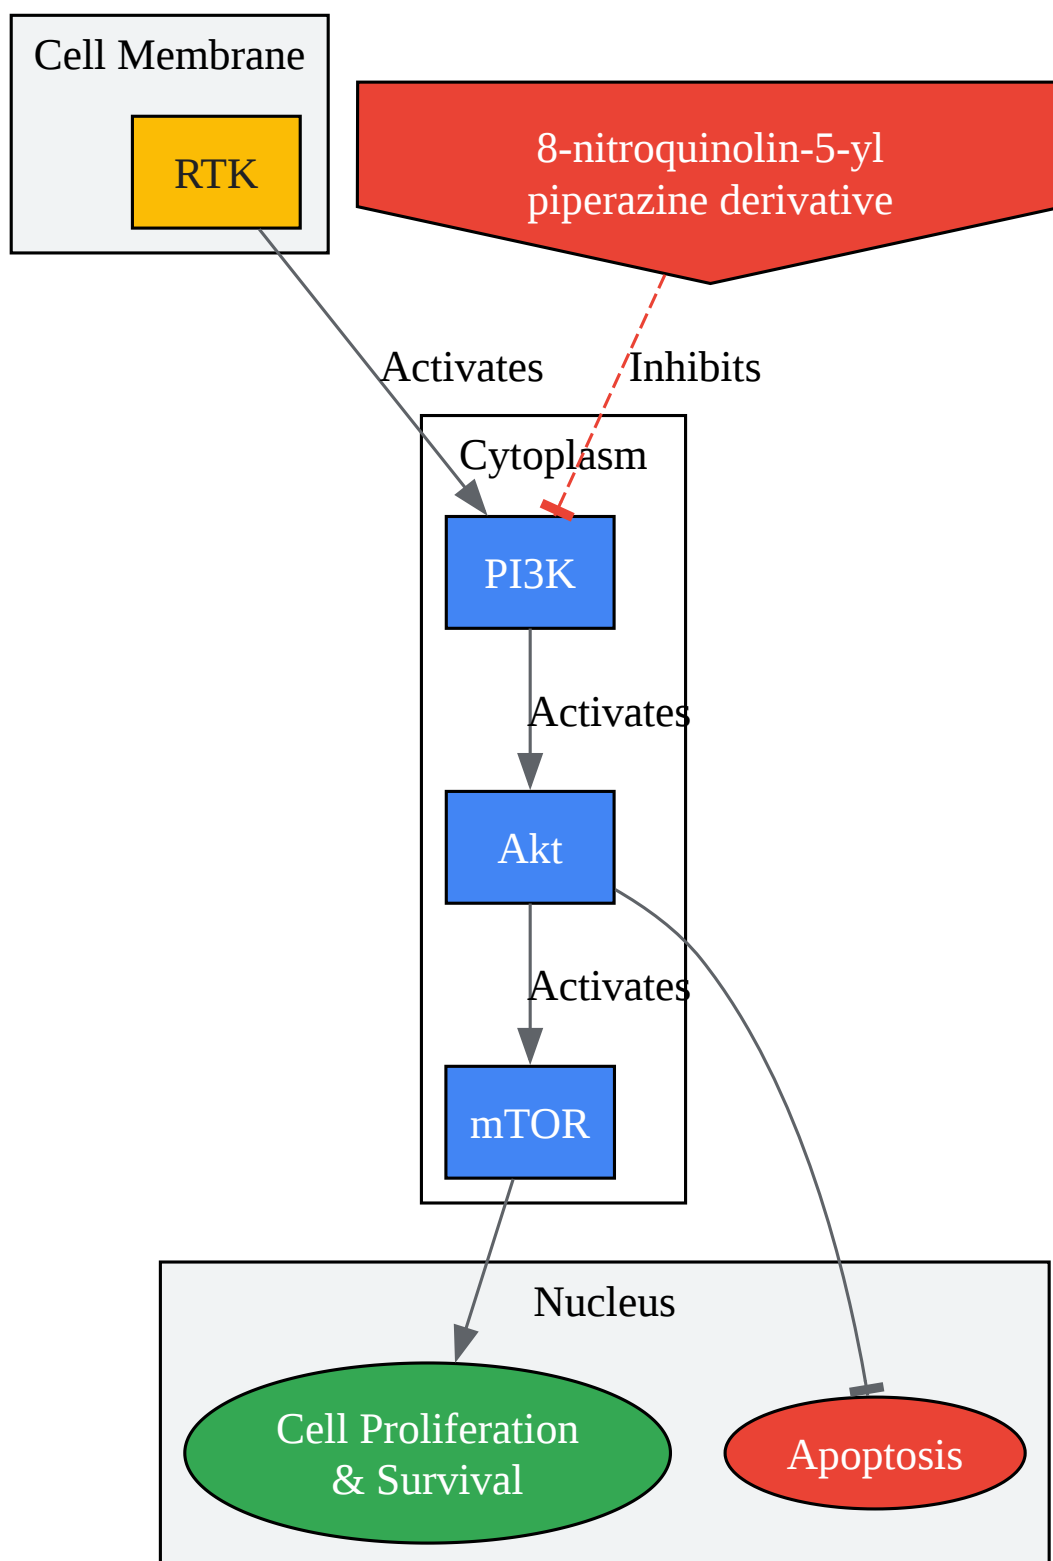 Cell Membrane
RTK
8-nitroquinolin-5-yl
piperazine derivative
Activates
Inhibits
Cytoplasm
PI3K
Activates
Akt
Activates
mTOR
Nucleus
Cell Proliferation
& Survival
Apoptosis